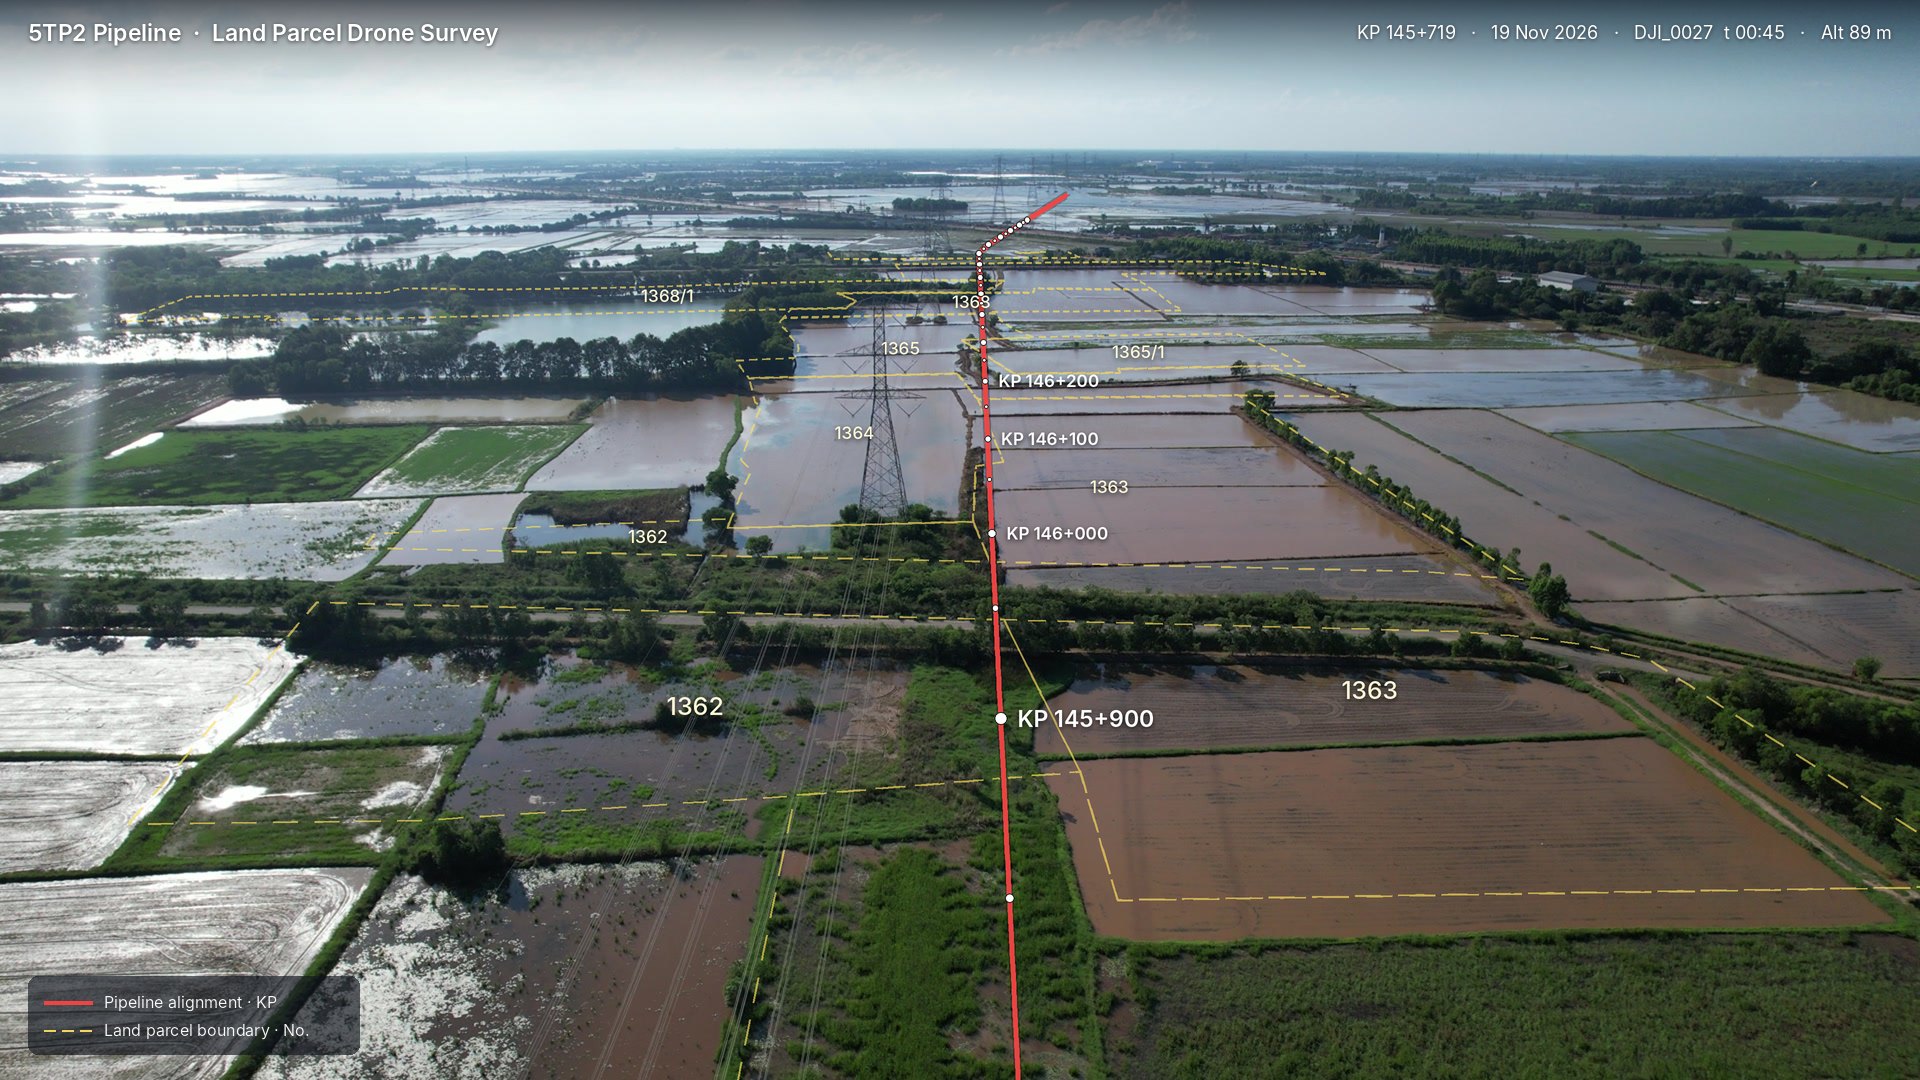 5TP2 Pipeline · Land Parcel Drone Survey
KP 145+719 · 19 Nov 2026 · DJI_0027 t 00:45 · Alt 89 m
1368/1
1368
1365
1365/1
KP 146+200
1364
KP 146+100
1363
1362
KP 146+000
1362
1363
KP 145+900
Pipeline alignment · KP
Land parcel boundary · No.